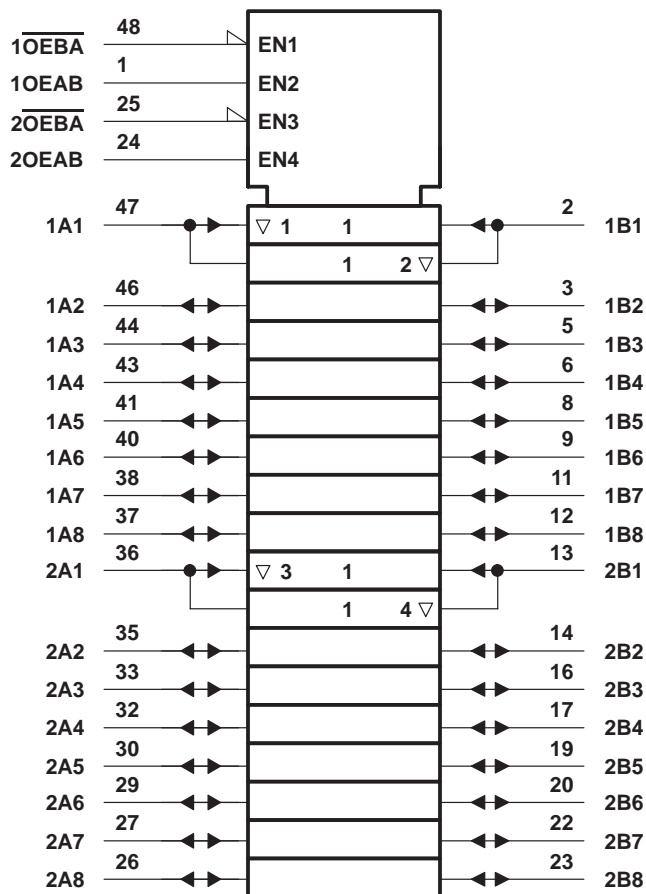 48
1OEBA EN1
1
1OEAB EN2
25
2OEBA EN3
24
2OEAB EN4
47 2
1A1 ▽ 1 1 1B1
1 2 ▽
46 3
1A2 1B2
44 5
1A3 1B3
43 6
1A4 1B4
41 8
1A5 1B5
40 9
1A6 1B6
38 11
1A7 1B7
37 12
1A8 1B8
36 13
2A1 ▽ 3 1 2B1
1 4 ▽
35 14
2A2 2B2
33 16
2A3 2B3
32 17
2A4 2B4
30 19
2A5 2B5
29 20
2A6 2B6
27 22
2A7 2B7
26 23
2A8 2B8